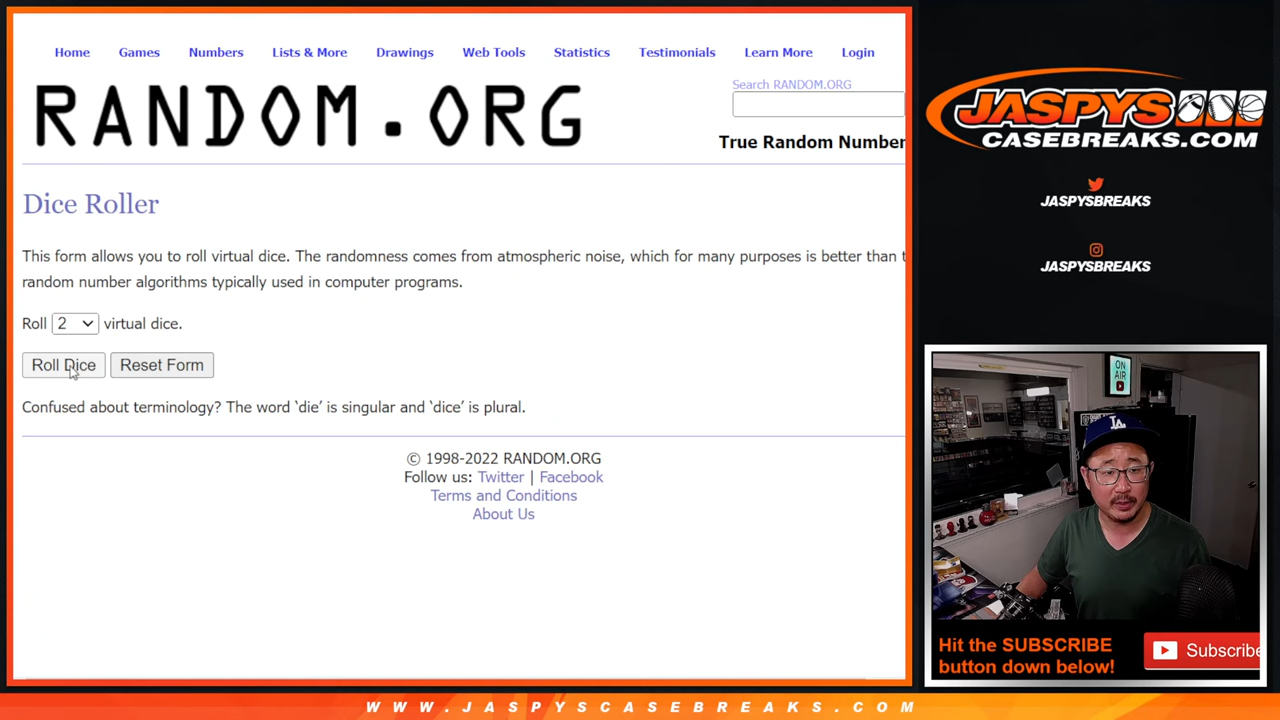 Home Games Numbers Lists & More Drawings Web Tools Statistics Testimonials Learn More Login
Search RANDOM.ORG
RANDOM.ORG
True Random Number
Dice Roller
This form allows you to roll virtual dice. The randomness comes from atmospheric noise, which for many purposes is better than
random number algorithms typically used in computer programs.
Roll 2 virtual dice.
Roll Dice Reset Form
Confused about terminology? The word ‘die’ is singular and ‘dice’ is plural.
© 1998-2022 RANDOM.ORG
Follow us: Twitter | Facebook
Terms and Conditions
About Us
JASPYS
CASEBREAKS.COM
JASPYSBREAKS
JASPYSBREAKS
ON
AIR
LA
Hit the SUBSCRIBE
button down below!
Subscribe
WWW.JASPYSCASEBREAKS.COM